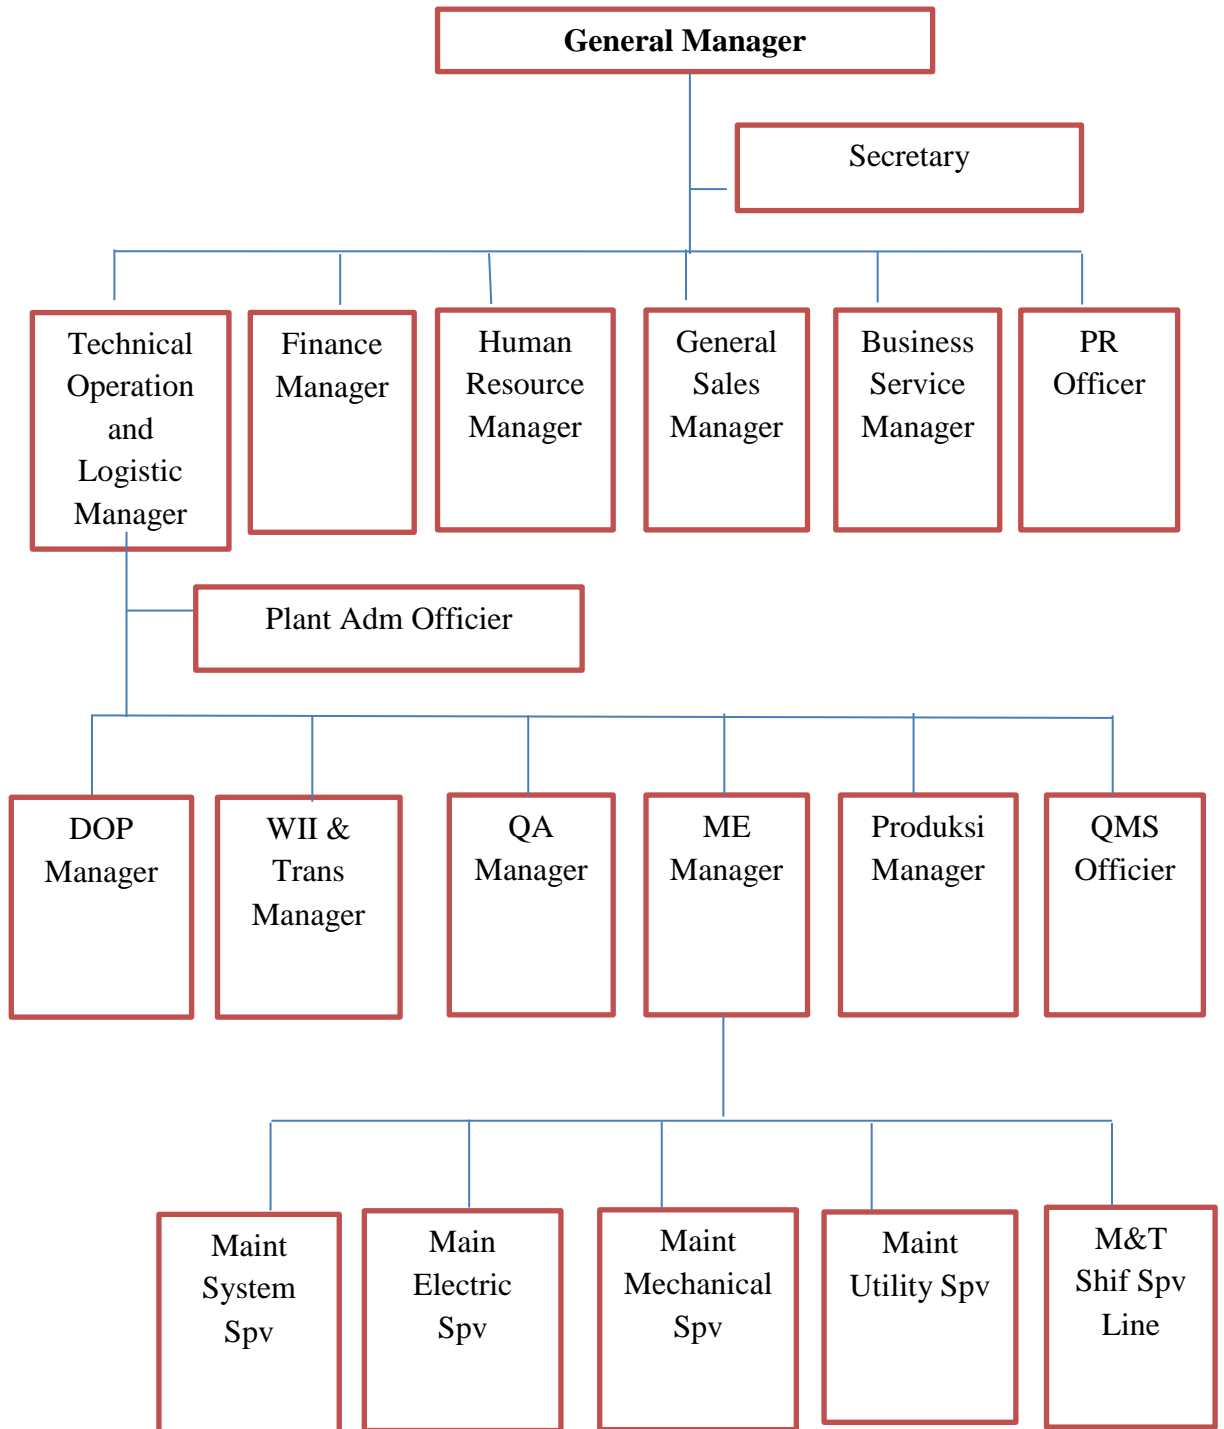 General Manager
Secretary
Technical
Operation
and
Logistic
Manager
Finance
Manager
Human
Resource
Manager
General
Sales
Manager
Business
Service
Manager
PR
Officer
Plant Adm Officier
DOP
Manager
WII &
Trans
Manager
QA
Manager
ME
Manager
Produksi
Manager
QMS
Officier
Maint
System
Spv
Main
Electric
Spv
Maint
Mechanical
Spv
Maint
Utility Spv
M&T
Shif Spv
Line